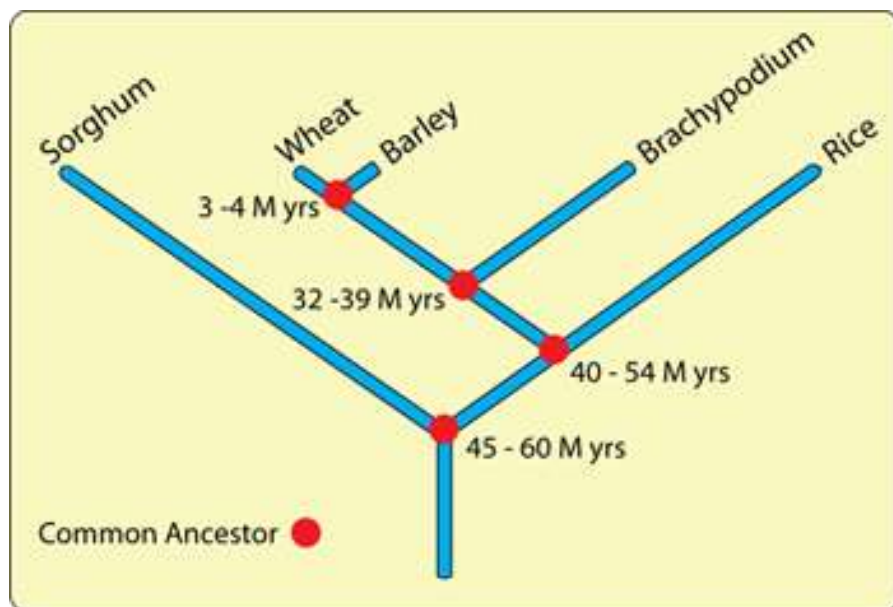 Sorghum
Wheat
Barley
Brachypodium
Rice
3 -4 M yrs
32 -39 M yrs
40 - 54 M yrs
45 - 60 M yrs
Common Ancestor